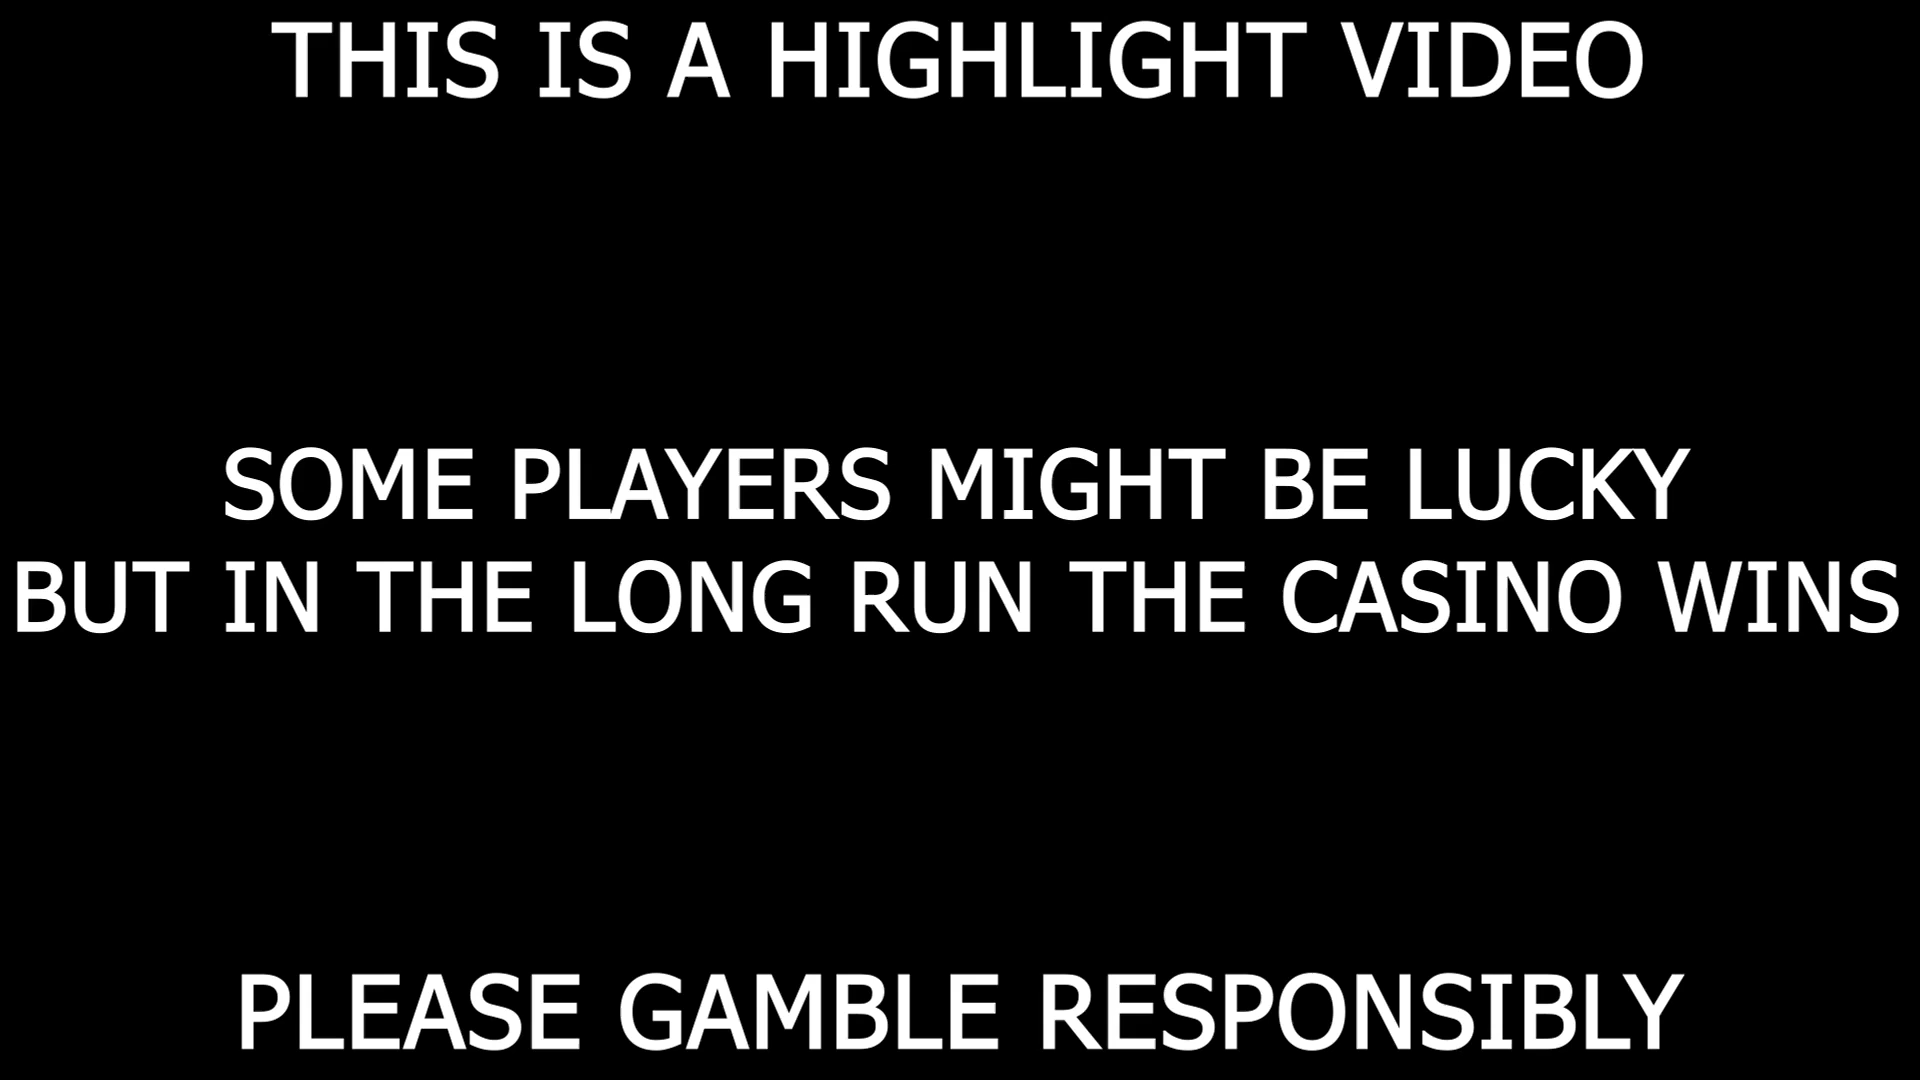 THIS IS A HIGHLIGHT VIDEO
SOME PLAYERS MIGHT BE LUCKY
BUT IN THE LONG RUN THE CASINO WINS
PLEASE GAMBLE RESPONSIBLY